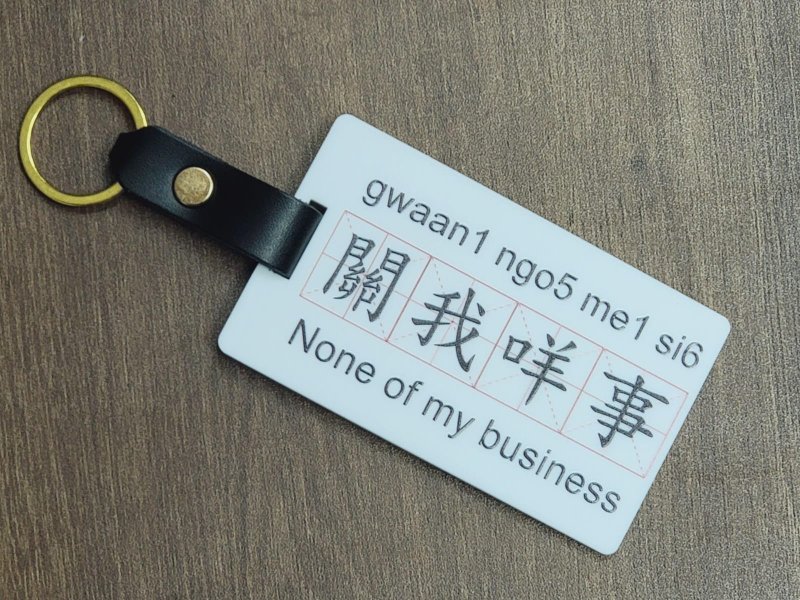 gwaan1 ngo5 me1 si6
關我咩事
None of my business